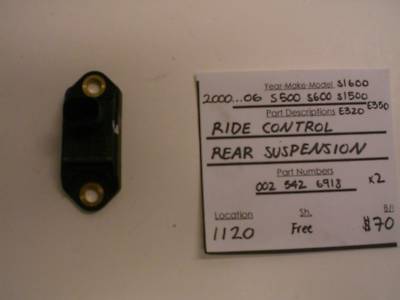 Year-Make-Model S1600
2000...06 S500 S600 S1500
Part Descriptions E320 E350
RIDE CONTROL
REAR SUSPENSION
Part Numbers
002 542 6918 x2
Location Sh. B/I
1120 Free $70